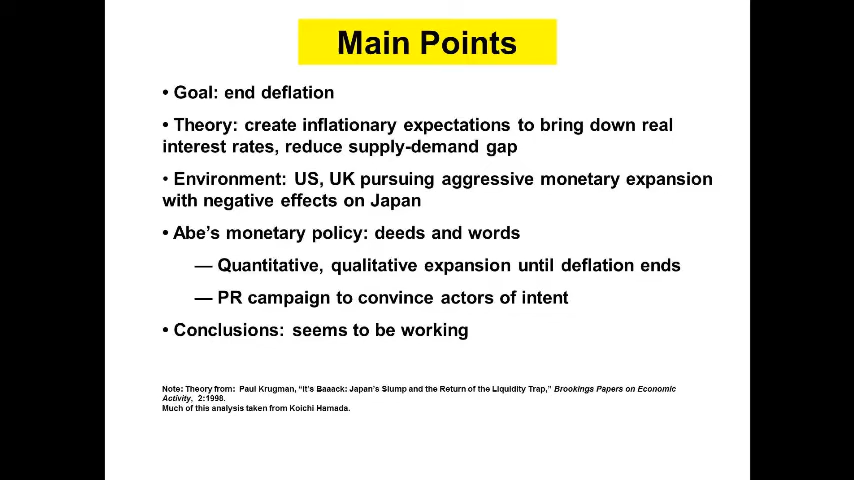 Main Points
• Goal: end deflation
• Theory: create inflationary expectations to bring down real
interest rates, reduce supply-demand gap
• Environment: US, UK pursuing aggressive monetary expansion
with negative effects on Japan
• Abe’s monetary policy: deeds and words
— Quantitative, qualitative expansion until deflation ends
— PR campaign to convince actors of intent
• Conclusions: seems to be working
Note: Theory from: Paul Krugman, “It’s Baaack: Japan’s Slump and the Return of the Liquidity Trap,” Brookings Papers on Economic
Activity, 2:1998.
Much of this analysis taken from Koichi Hamada.